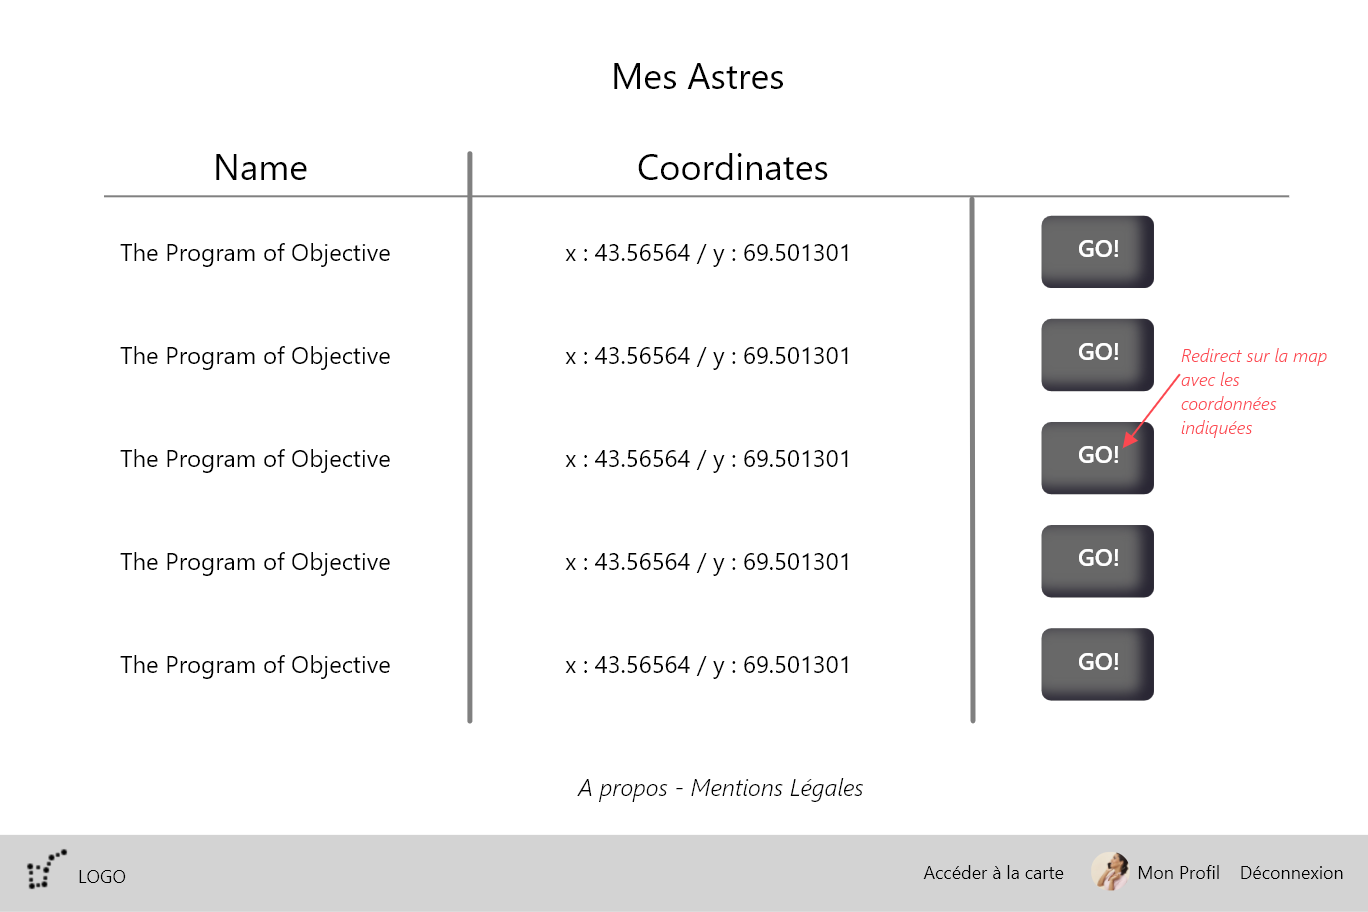 Mes Astres
Name
Coordinates
The Program of Objective
x : 43.56564 / y : 69.501301
GO!
The Program of Objective
x : 43.56564 / y : 69.501301
GO!
Redirect sur la map
avec les
coordonnées
indiquées
The Program of Objective
x : 43.56564 / y : 69.501301
GO!
The Program of Objective
x : 43.56564 / y : 69.501301
GO!
The Program of Objective
x : 43.56564 / y : 69.501301
GO!
A propos - Mentions Légales
LOGO
Accéder à la carte
Mon Profil
Déconnexion